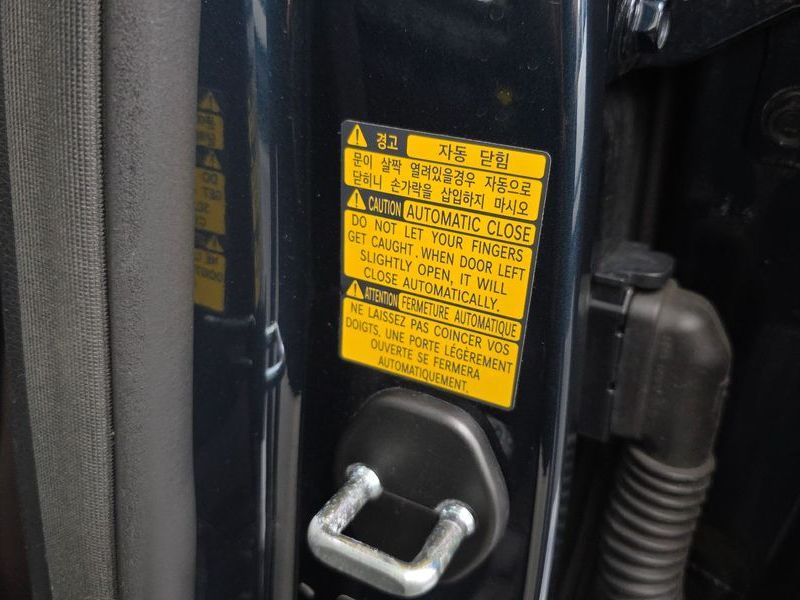 경고 자동 닫힘
문이 살짝 열려있을경우 자동으로
닫히니 손가락을 삽입하지 마시오
CAUTION AUTOMATIC CLOSE
DO NOT LET YOUR FINGERS
GET CAUGHT. WHEN DOOR LEFT
SLIGHTLY OPEN, IT WILL
CLOSE AUTOMATICALLY.
ATTENTION FERMETURE AUTOMATIQUE
NE LAISSEZ PAS COINCER VOS
DOIGTS, UNE PORTE LÉGÈREMENT
OUVERTE SE FERMERA
AUTOMATIQUEMENT.